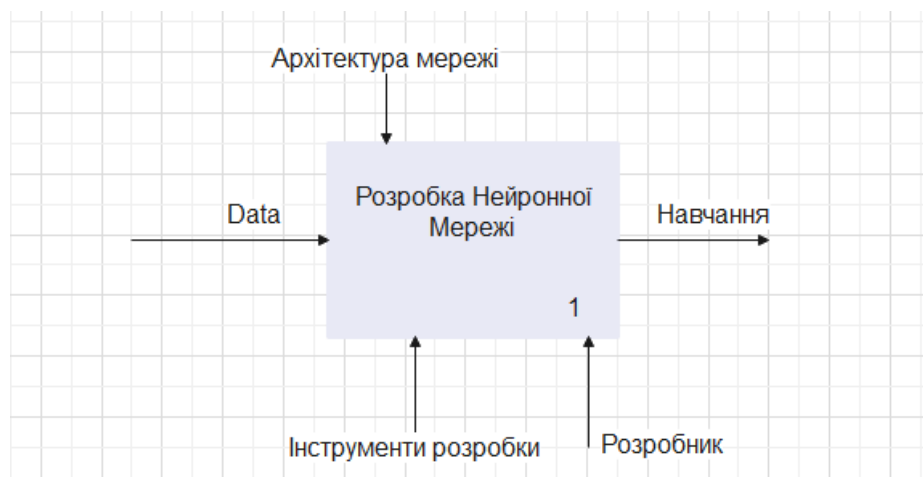 Архітектура мережі
Розробка Нейронної
Мережі
Data
Навчання
1
Інструменти розробки
Розробник